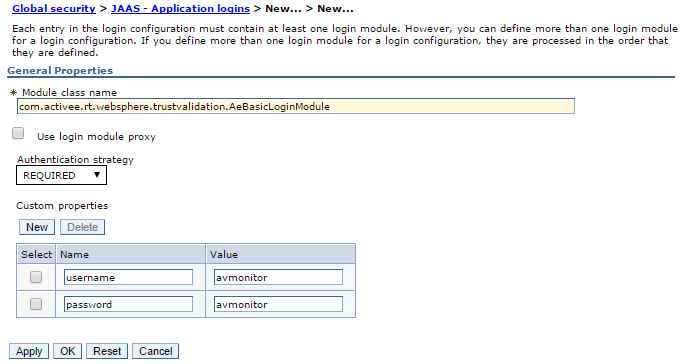 Global security > JAAS - Application logins > New... > New...
Each entry in the login configuration must contain at least one login module. However, you can define more than one login module
for a login configuration. If you define more than one login module for a login configuration, they are processed in the order that
they are defined.
General Properties
* Module class name
com.activee.rt.websphere.trustvalidation.AeBasicLoginModule
Use login module proxy
Authentication strategy
REQUIRED
Custom properties
New Delete
Select Name Value
username avmonitor
password avmonitor
Apply OK Reset Cancel